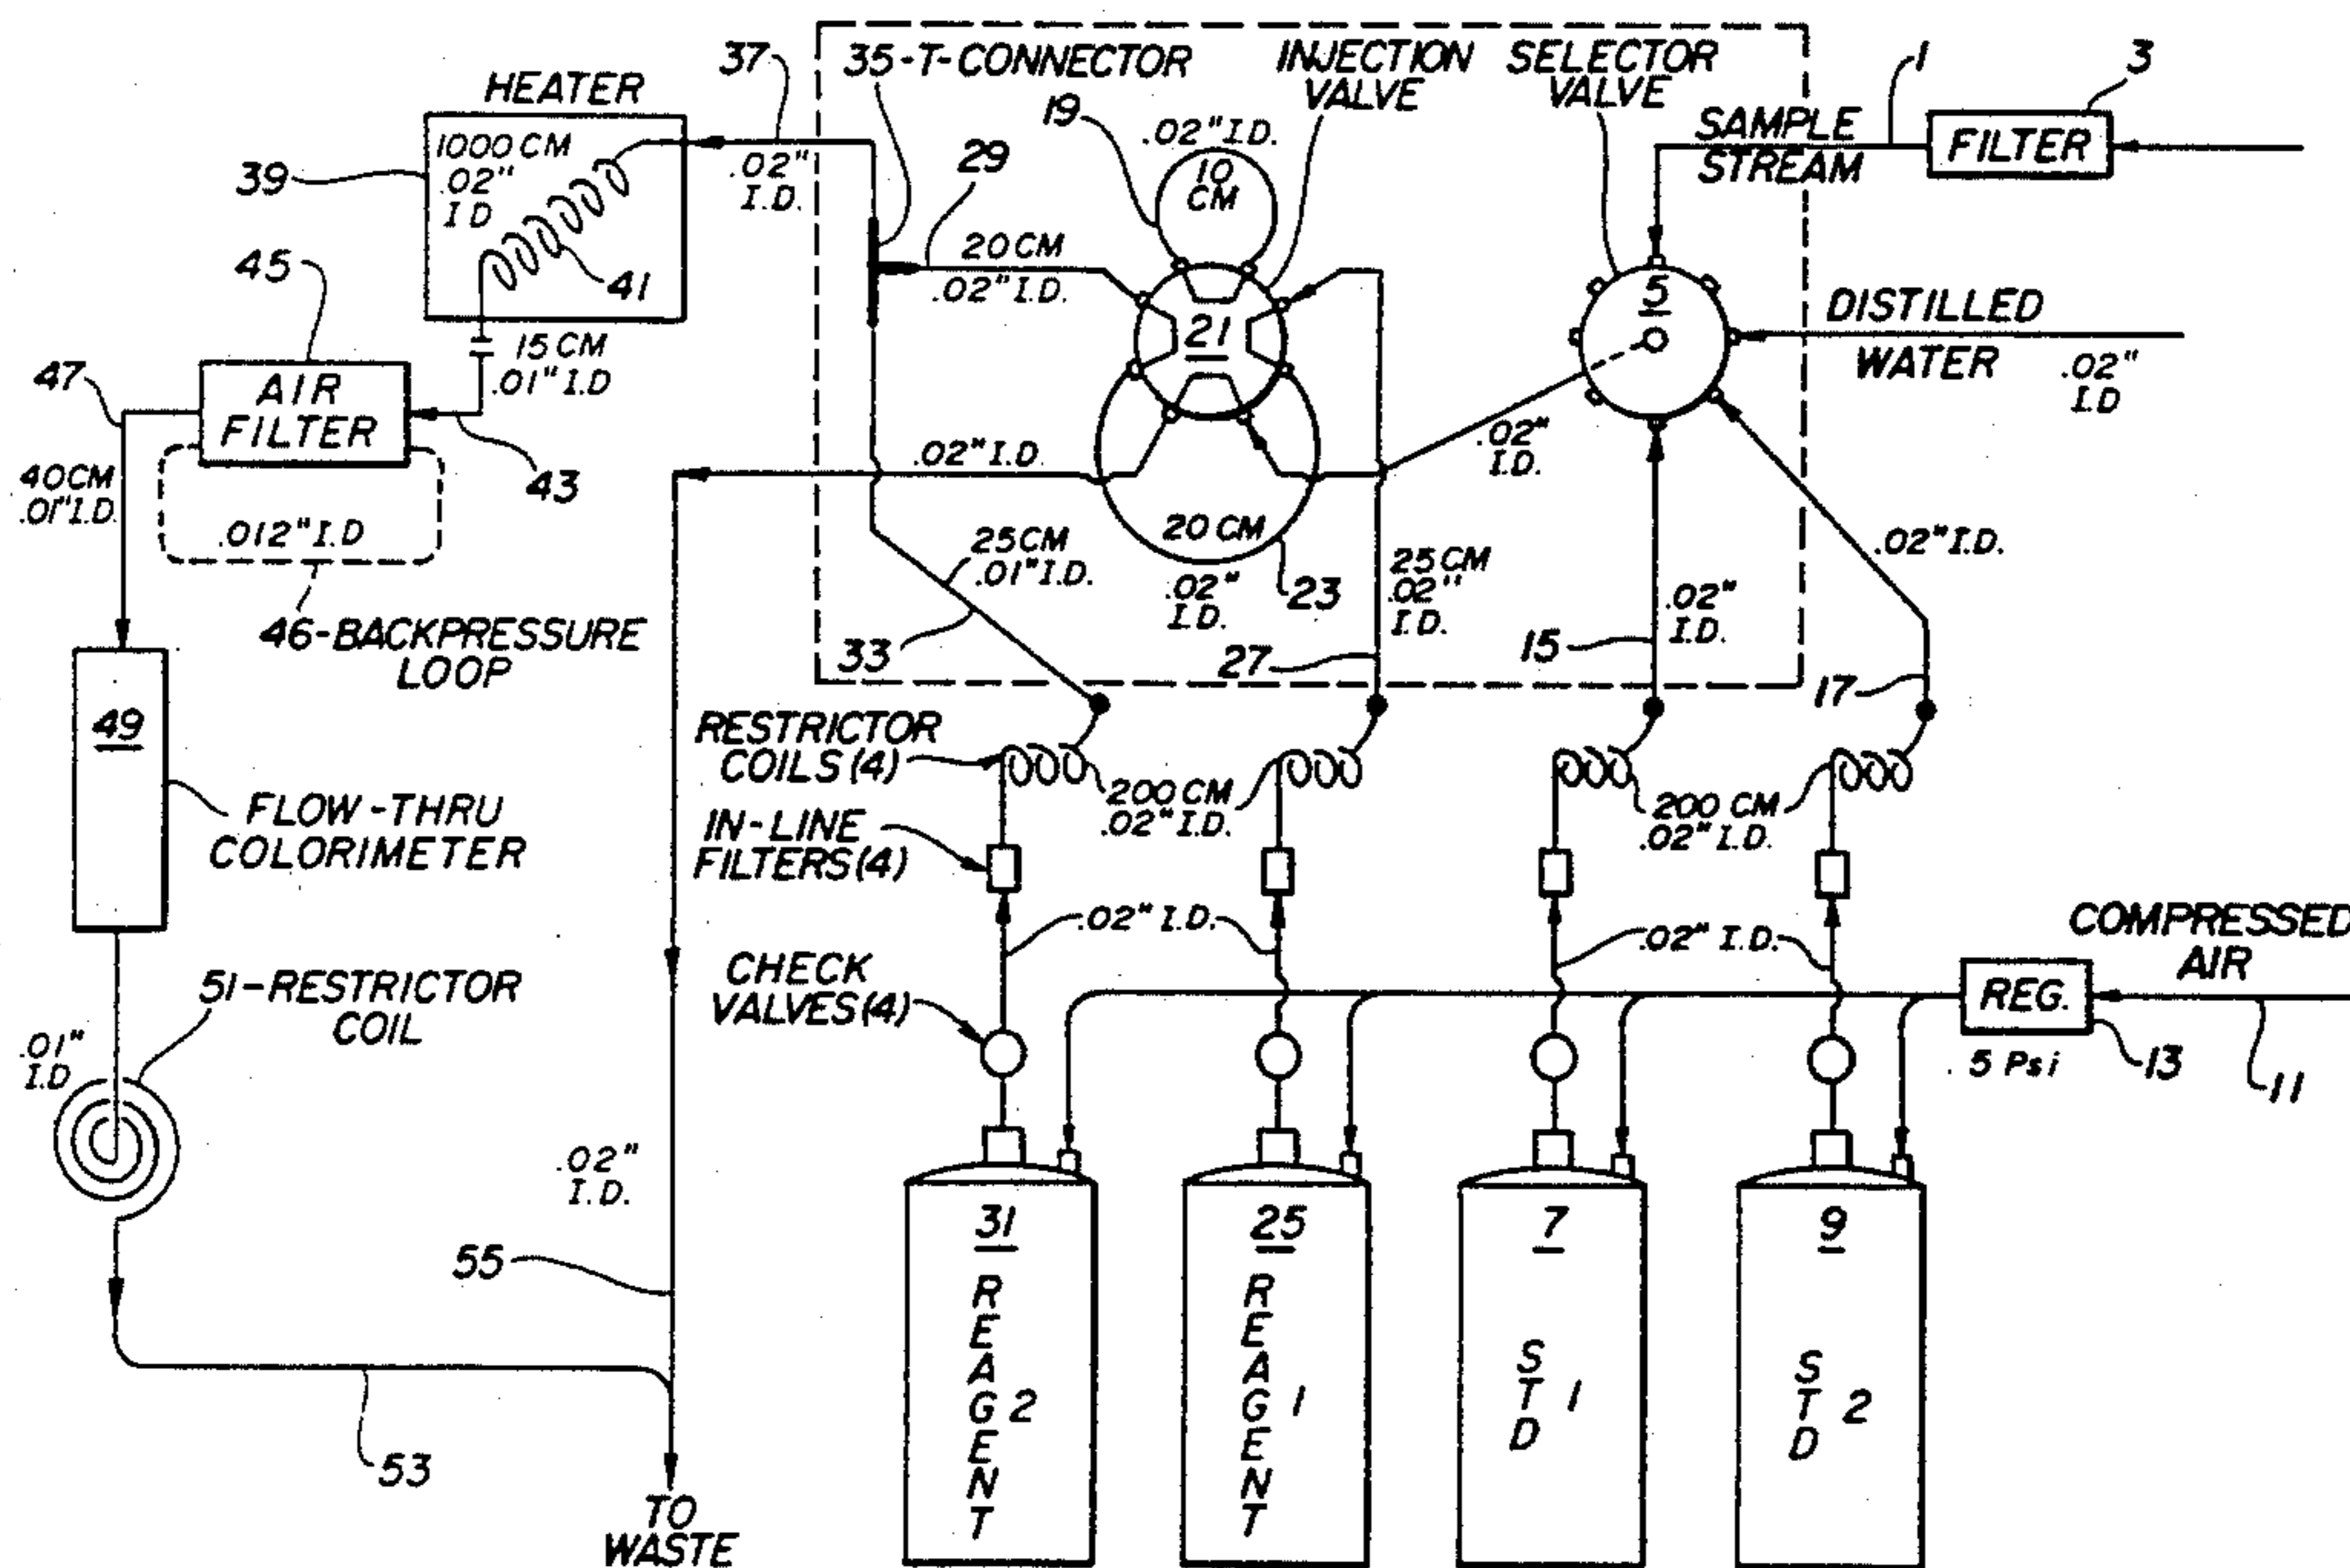 35-T-CONNECTOR
INJECTION
VALVE
SELECTOR
VALVE
1
3
37
HEATER
1000 CM
.02"
I D
39
41
.02"
I.D.
19
.02" I.D.
10
CM
29
20 CM
.02" I.D.
SAMPLE
STREAM
FILTER
5
21
DISTILLED
WATER
.02"
I.D
45
15 CM
.01" I.D
47
AIR
FILTER
43
40 CM
.01" I.D.
.012" I.D
46-BACKPRESSURE
LOOP
.02" I.D.
.02"
I.D.
20 CM
.02"
I.D.
23
25 CM
.01" I.D.
33
25 CM
.02"
I.D.
27
15
.02"
I.D.
.02" I.D.
17
49
FLOW-THRU
COLORIMETER
RESTRICTOR
COILS (4)
200 CM
.02" I.D.
200 CM
.02" I.D.
IN-LINE
FILTERS (4)
.02" I.D.
.02" I.D.
COMPRESSED
AIR
CHECK
VALVES (4)
REG.
. 5 Psi
13
11
51-RESTRICTOR
COIL
.01"
I.D
.02"
I.D.
55
53
TO
WASTE
31
REAGENT 2
25
REAGENT 1
7
STD 1
9
STD 2